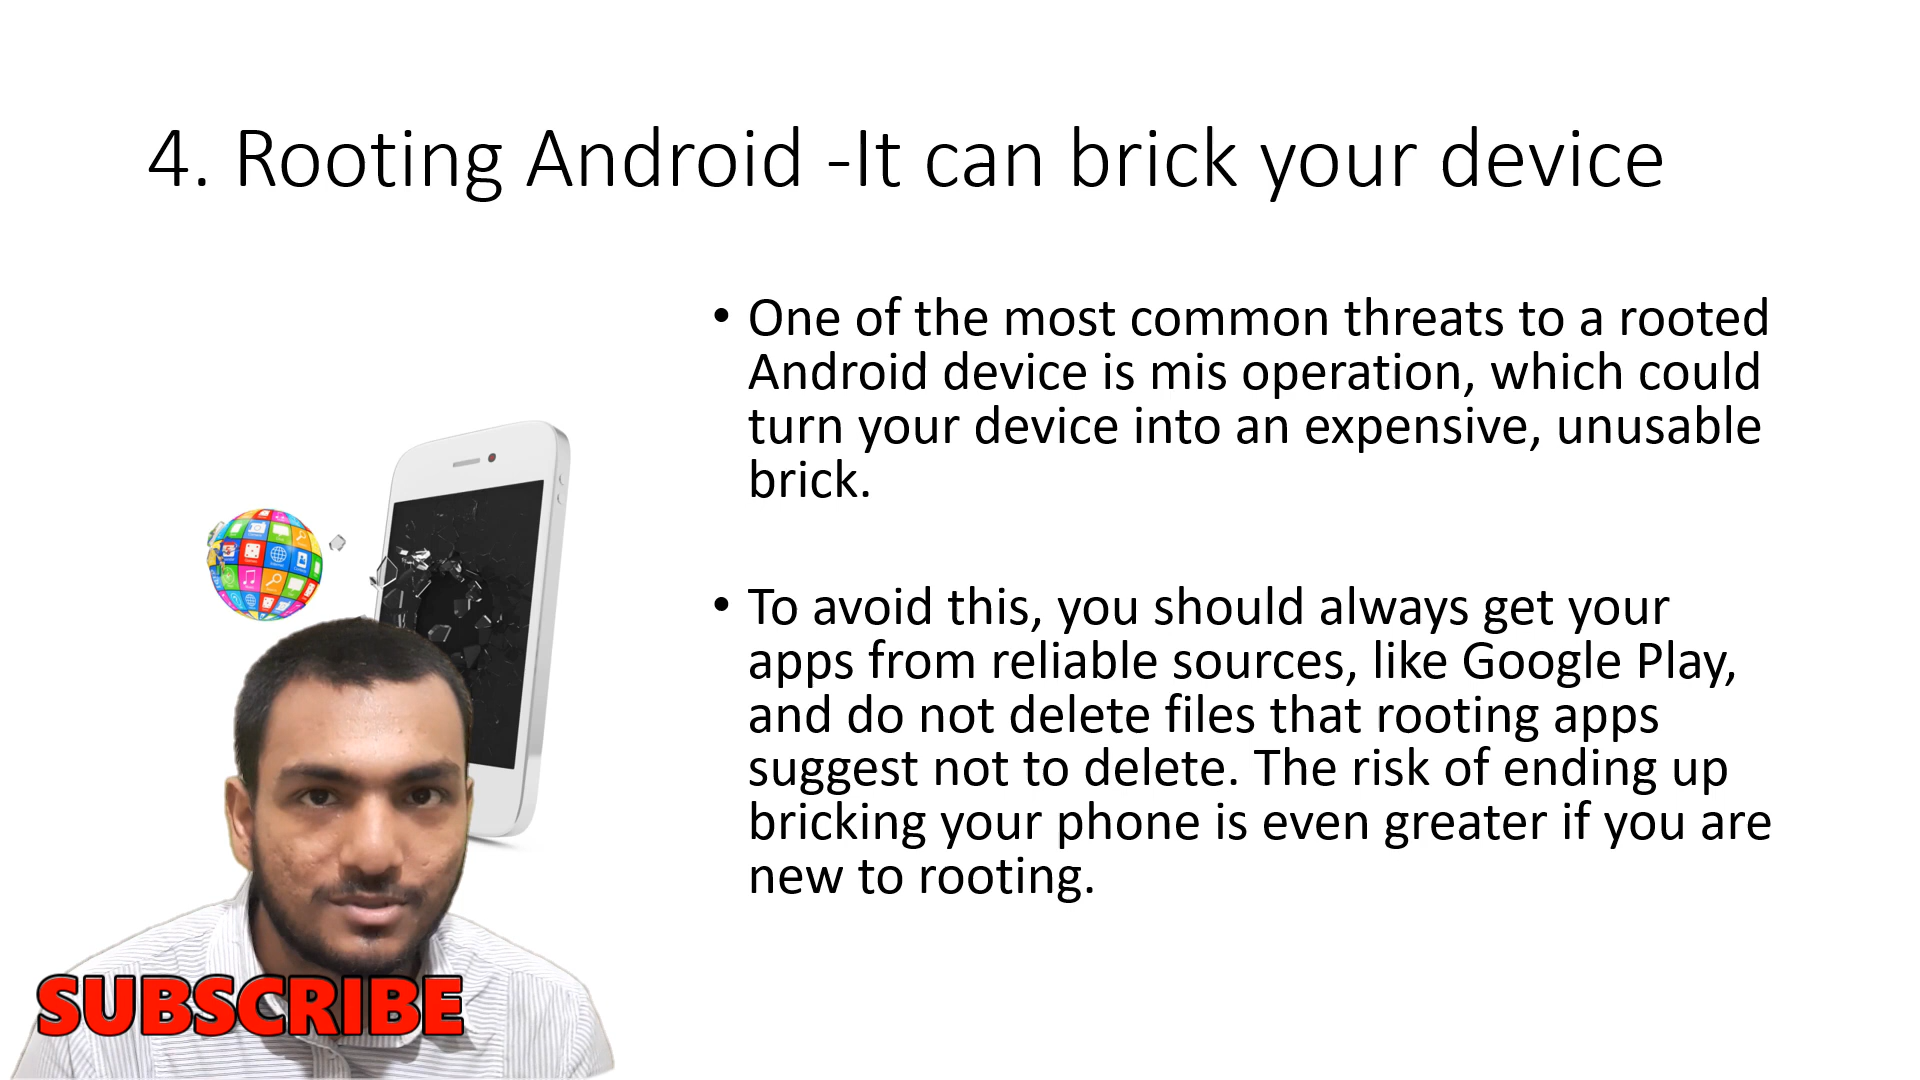 4. Rooting Android -It can brick your device
• One of the most common threats to a rooted
Android device is mis operation, which could
turn your device into an expensive, unusable
brick.
• To avoid this, you should always get your
apps from reliable sources, like Google Play,
and do not delete files that rooting apps
suggest not to delete. The risk of ending up
bricking your phone is even greater if you are
new to rooting.
SUBSCRIBE